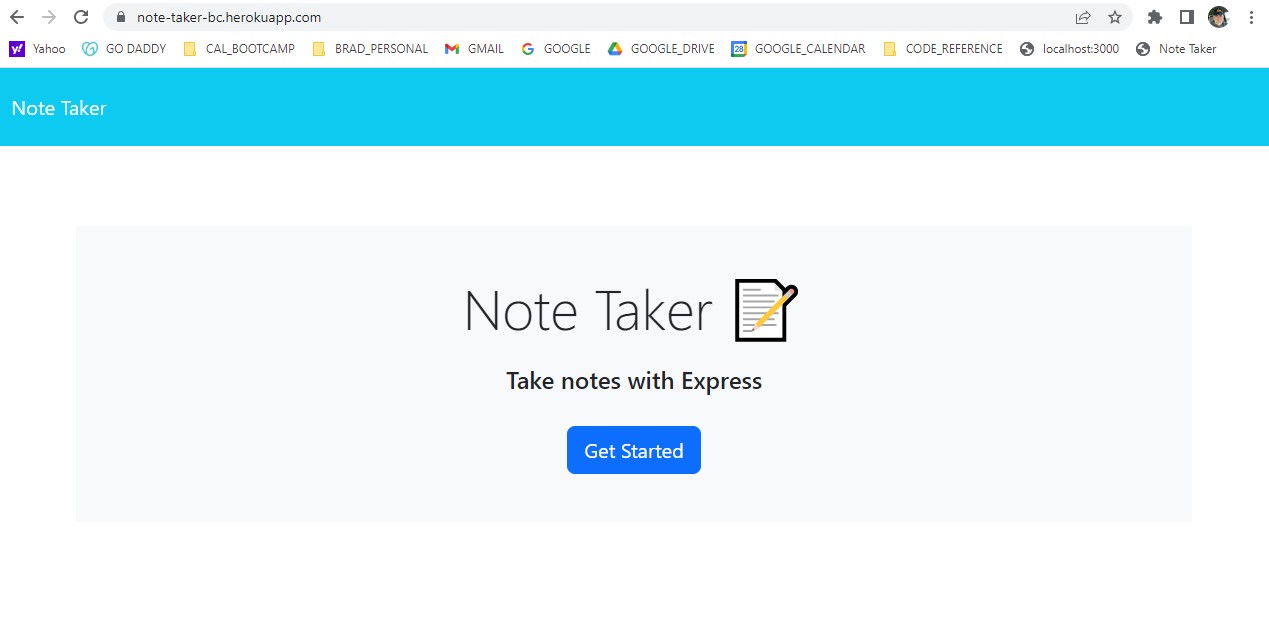 note-taker-bc.herokuapp.com
Yahoo GO DADDY CAL_BOOTCAMP BRAD_PERSONAL GMAIL GOOGLE GOOGLE_DRIVE 28 GOOGLE_CALENDAR CODE_REFERENCE localhost:3000 Note Taker
Note Taker
Note Taker
Take notes with Express
Get Started